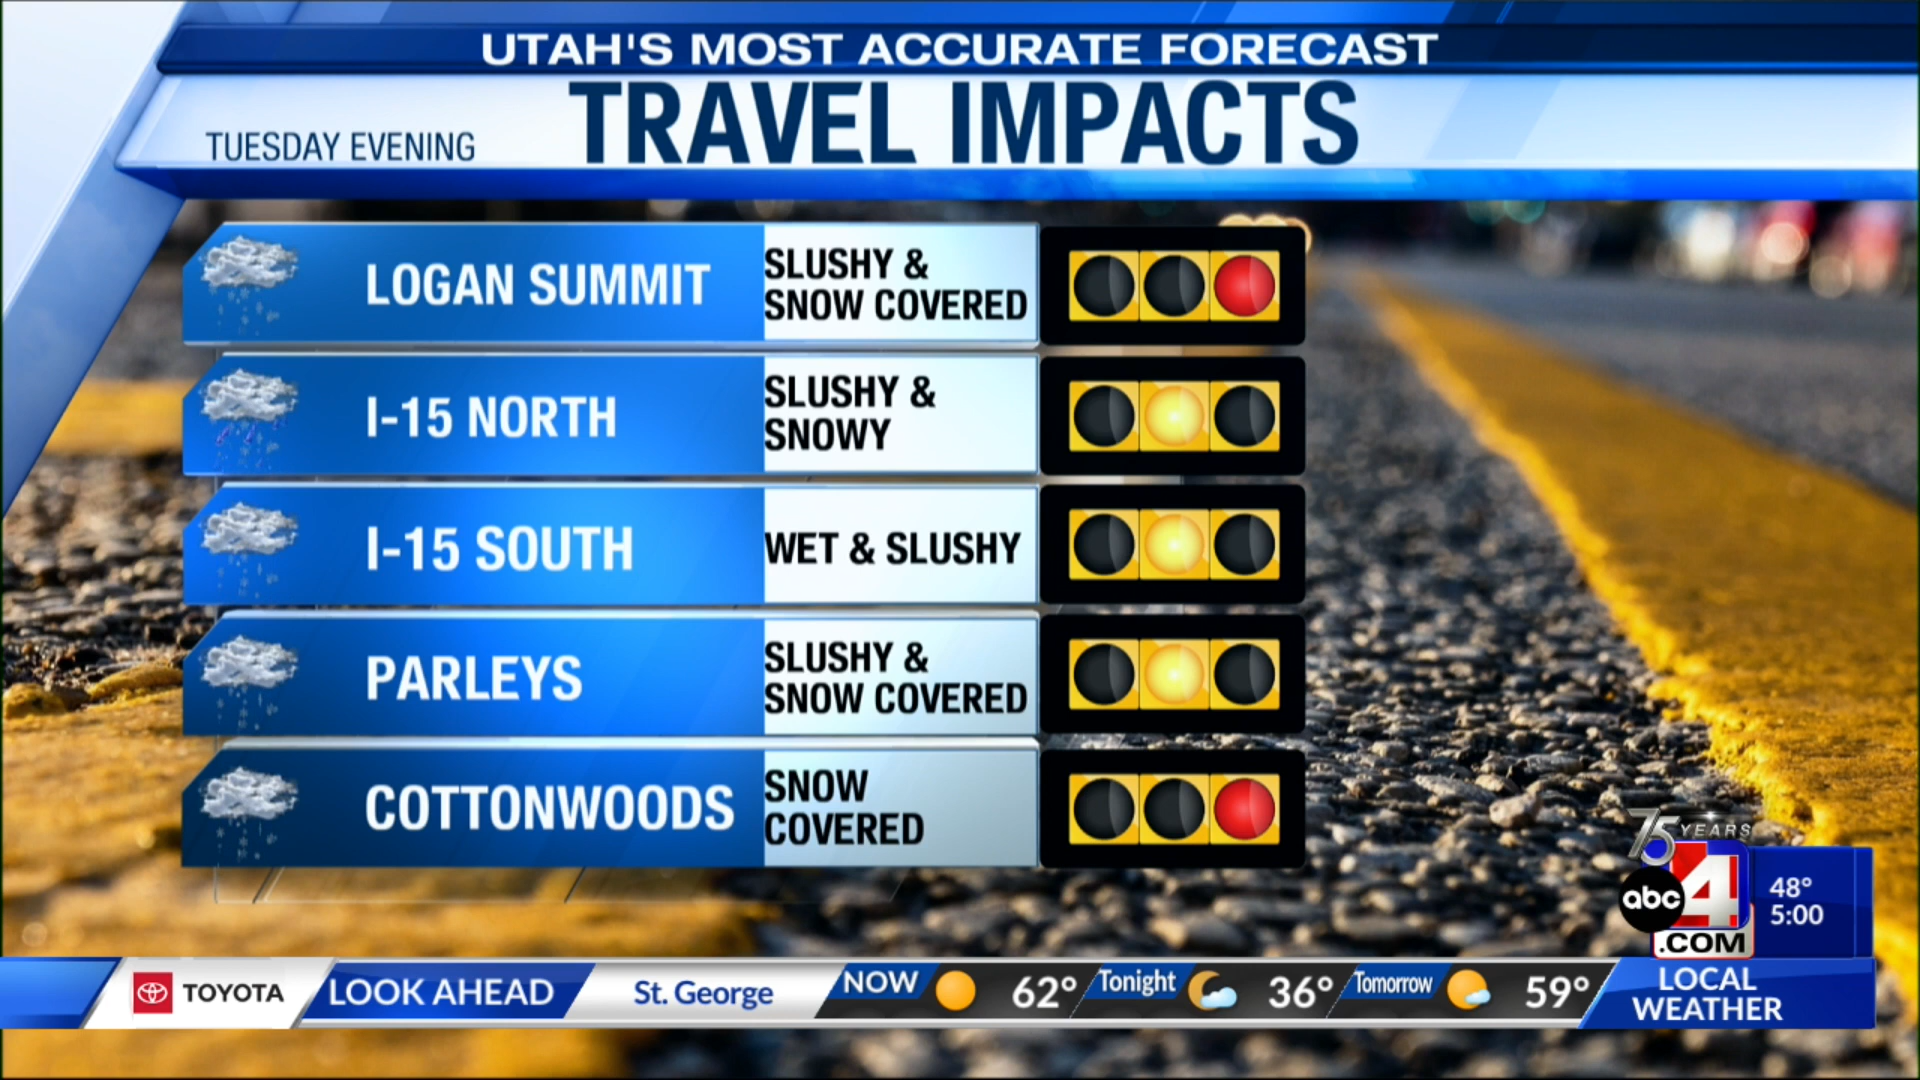 UTAH'S MOST ACCURATE FORECAST
TUESDAY EVENING
TRAVEL IMPACTS
LOGAN SUMMIT
SLUSHY &
SNOW COVERED
I-15 NORTH
SLUSHY &
SNOWY
I-15 SOUTH
WET & SLUSHY
PARLEYS
SLUSHY &
SNOW COVERED
COTTONWOODS
SNOW
COVERED
75 YEARS
abc 4
.COM
48°
5:00
TOYOTA
LOOK AHEAD
St. George
NOW 62°
Tonight 36°
Tomorrow 59°
LOCAL
WEATHER